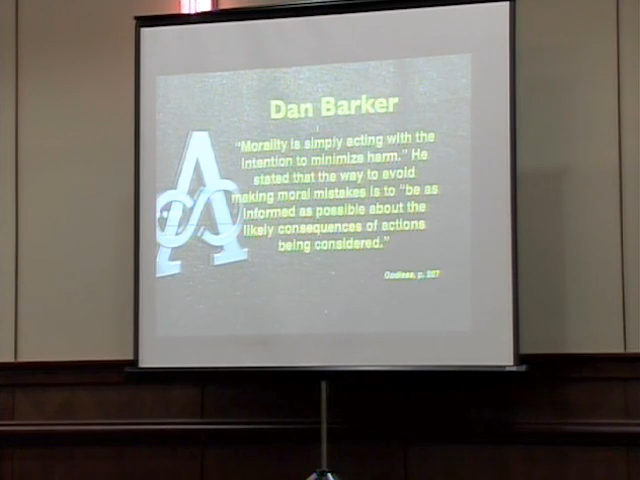 Dan Barker
"Morality is simply acting with the
intention to minimize harm." He
stated that the way to avoid
making moral mistakes is to "be as
informed as possible about the
likely consequences of actions
being considered."
Godless, p.